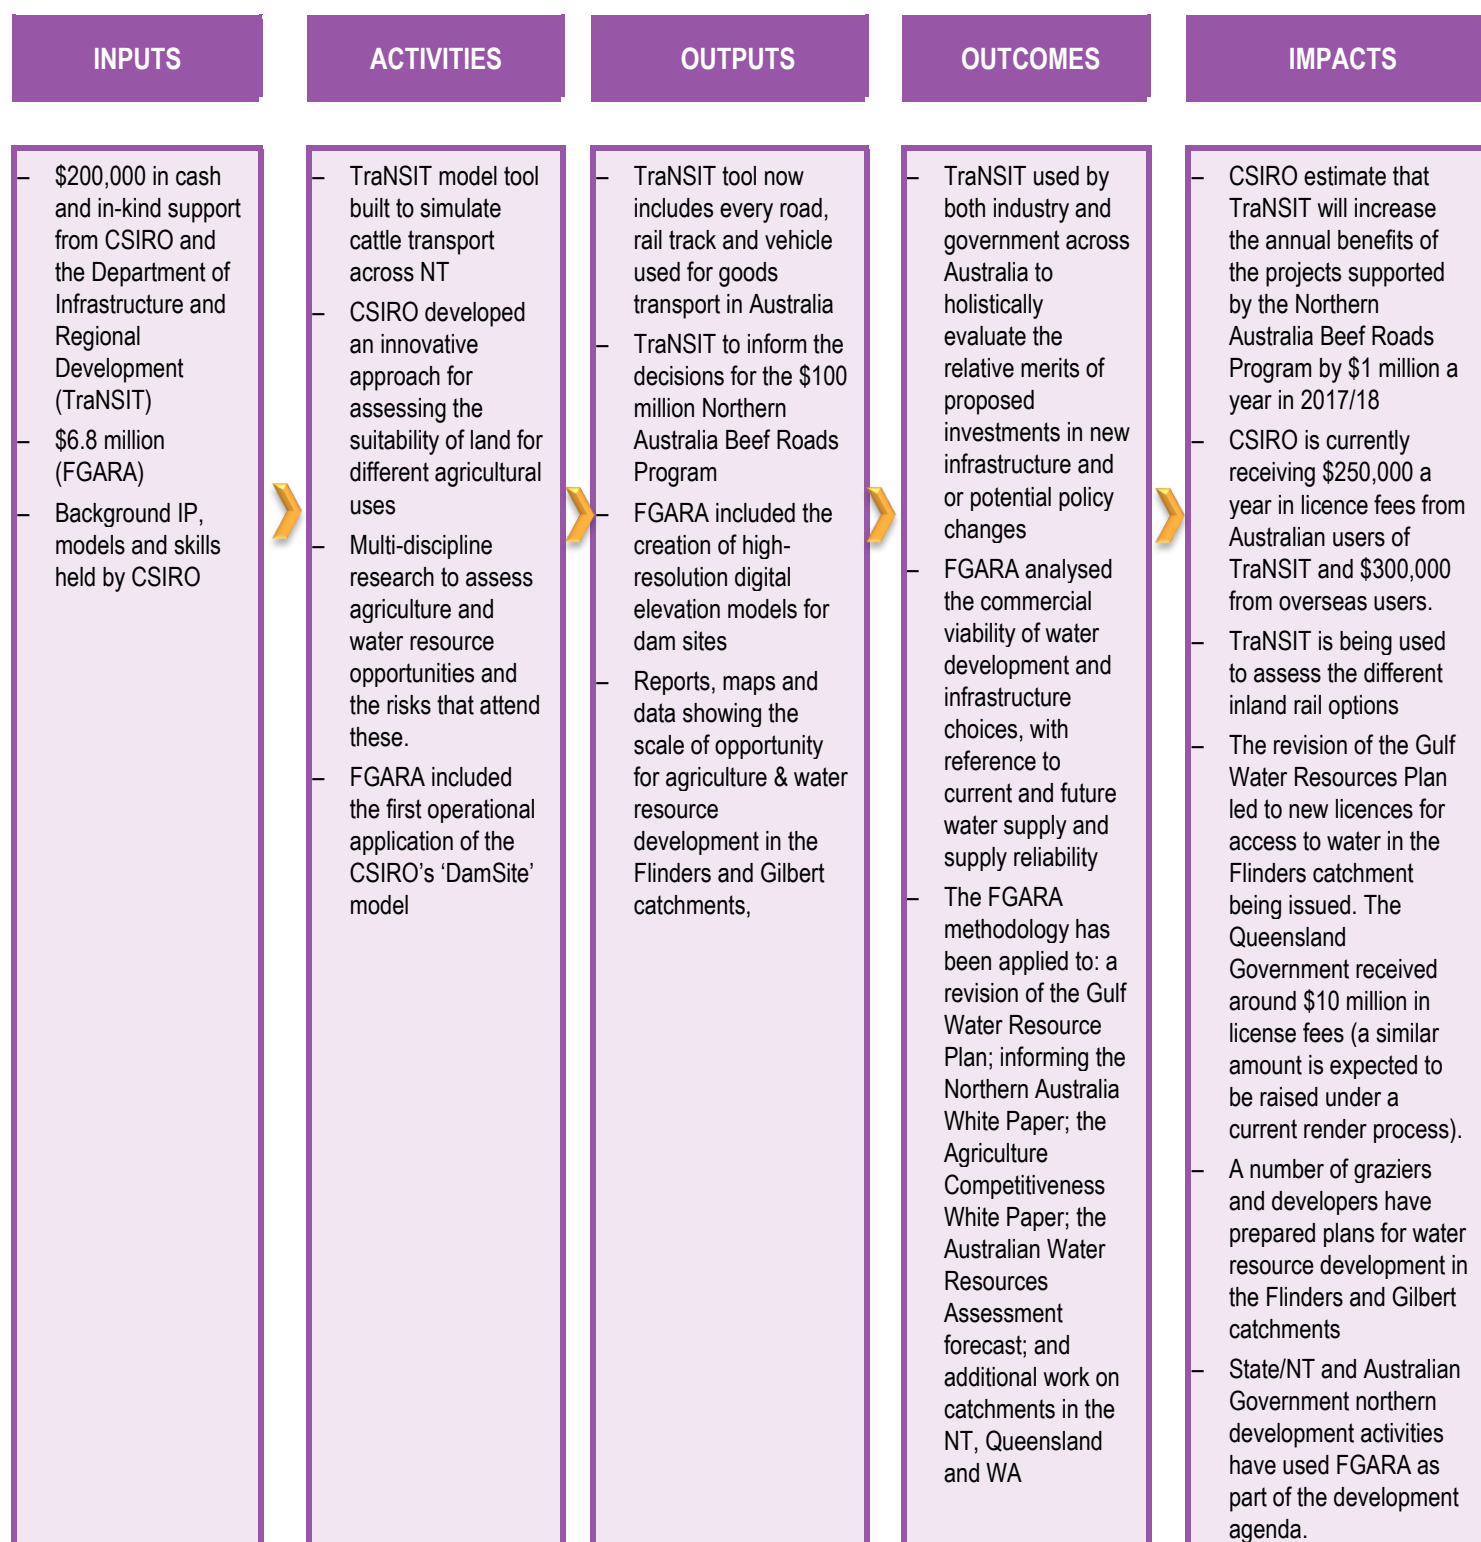 INPUTS
ACTIVITIES
OUTPUTS
OUTCOMES
IMPACTS
– $200,000 in cash
and in-kind support
from CSIRO and
the Department of
Infrastructure and
Regional
Development
(TraNSIT)
– $6.8 million
(FGARA)
– Background IP,
models and skills
held by CSIRO
– TraNSIT model tool
built to simulate
cattle transport
across NT
– CSIRO developed
an innovative
approach for
assessing the
suitability of land for
different agricultural
uses
– Multi-discipline
research to assess
agriculture and
water resource
opportunities and
the risks that attend
these.
– FGARA included
the first operational
application of the
CSIRO’s ‘DamSite’
model
– TraNSIT tool now
includes every road,
rail track and vehicle
used for goods
transport in Australia
– TraNSIT to inform the
decisions for the $100
million Northern
Australia Beef Roads
Program
– FGARA included the
creation of high-
resolution digital
elevation models for
dam sites
– Reports, maps and
data showing the
scale of opportunity
for agriculture & water
resource
development in the
Flinders and Gilbert
catchments,
– TraNSIT used by
both industry and
government across
Australia to
holistically
evaluate the
relative merits of
proposed
investments in new
infrastructure and
or potential policy
changes
– FGARA analysed
the commercial
viability of water
development and
infrastructure
choices, with
reference to
current and future
water supply and
supply reliability
– The FGARA
methodology has
been applied to: a
revision of the Gulf
Water Resource
Plan; informing the
Northern Australia
White Paper; the
Agriculture
Competitiveness
White Paper; the
Australian Water
Resources
Assessment
forecast; and
additional work on
catchments in the
NT, Queensland
and WA
– CSIRO estimate that
TraNSIT will increase
the annual benefits of
the projects supported
by the Northern
Australia Beef Roads
Program by $1 million a
year in 2017/18
– CSIRO is currently
receiving $250,000 a
year in licence fees from
Australian users of
TraNSIT and $300,000
from overseas users.
– TraNSIT is being used
to assess the different
inland rail options
– The revision of the Gulf
Water Resources Plan
led to new licences for
access to water in the
Flinders catchment
being issued. The
Queensland
Government received
around $10 million in
license fees (a similar
amount is expected to
be raised under a
current render process).
– A number of graziers
and developers have
prepared plans for water
resource development in
the Flinders and Gilbert
catchments
– State/NT and Australian
Government northern
development activities
have used FGARA as
part of the development
agenda.